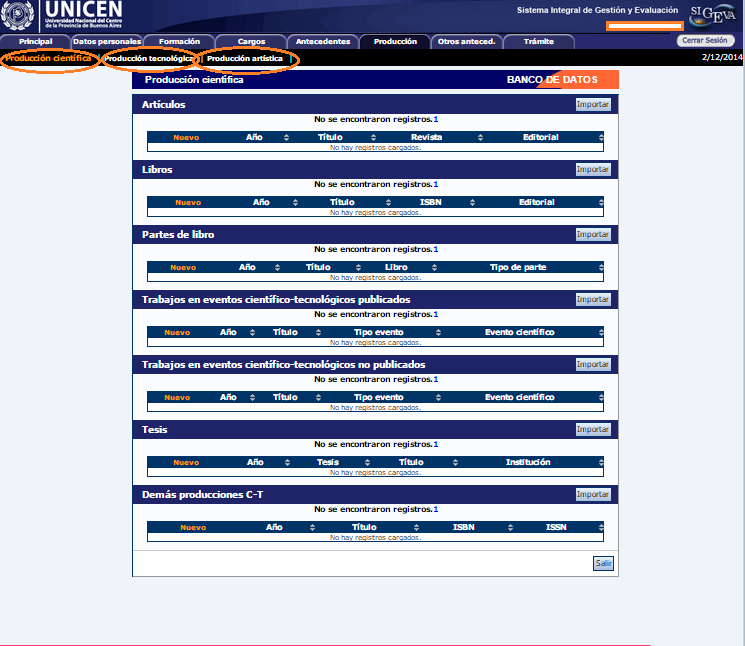 UNICEN
Universidad Nacional del Centro
de la Provincia de Buenos Aires
Sistema Integral de Gestión y Evaluación
SIGEVA
Principal Datos personales Formación Cargos Antecedentes Producción Otros anteced. Trámite
Cerrar Sesión
Producción científica | Producción tecnológica | Producción artística |
2/12/2014
Producción científica BANCO DE DATOS
Artículos Importar
No se encontraron registros.1
Nuevo Año Título Revista Editorial
No hay registros cargados.
Libros Importar
No se encontraron registros.1
Nuevo Año Título ISBN Editorial
No hay registros cargados.
Partes de libro Importar
No se encontraron registros.1
Nuevo Año Título Libro Tipo de parte
No hay registros cargados.
Trabajos en eventos científico-tecnológicos publicados Importar
No se encontraron registros.1
Nuevo Año Título Tipo evento Evento científico
No hay registros cargados.
Trabajos en eventos científico-tecnológicos no publicados Importar
No se encontraron registros.1
Nuevo Año Título Tipo evento Evento científico
No hay registros cargados.
Tesis Importar
No se encontraron registros.1
Nuevo Año Tesis Título Institución
No hay registros cargados.
Demás producciones C-T Importar
No se encontraron registros.1
Nuevo Año Título ISBN ISSN
No hay registros cargados.
Salir